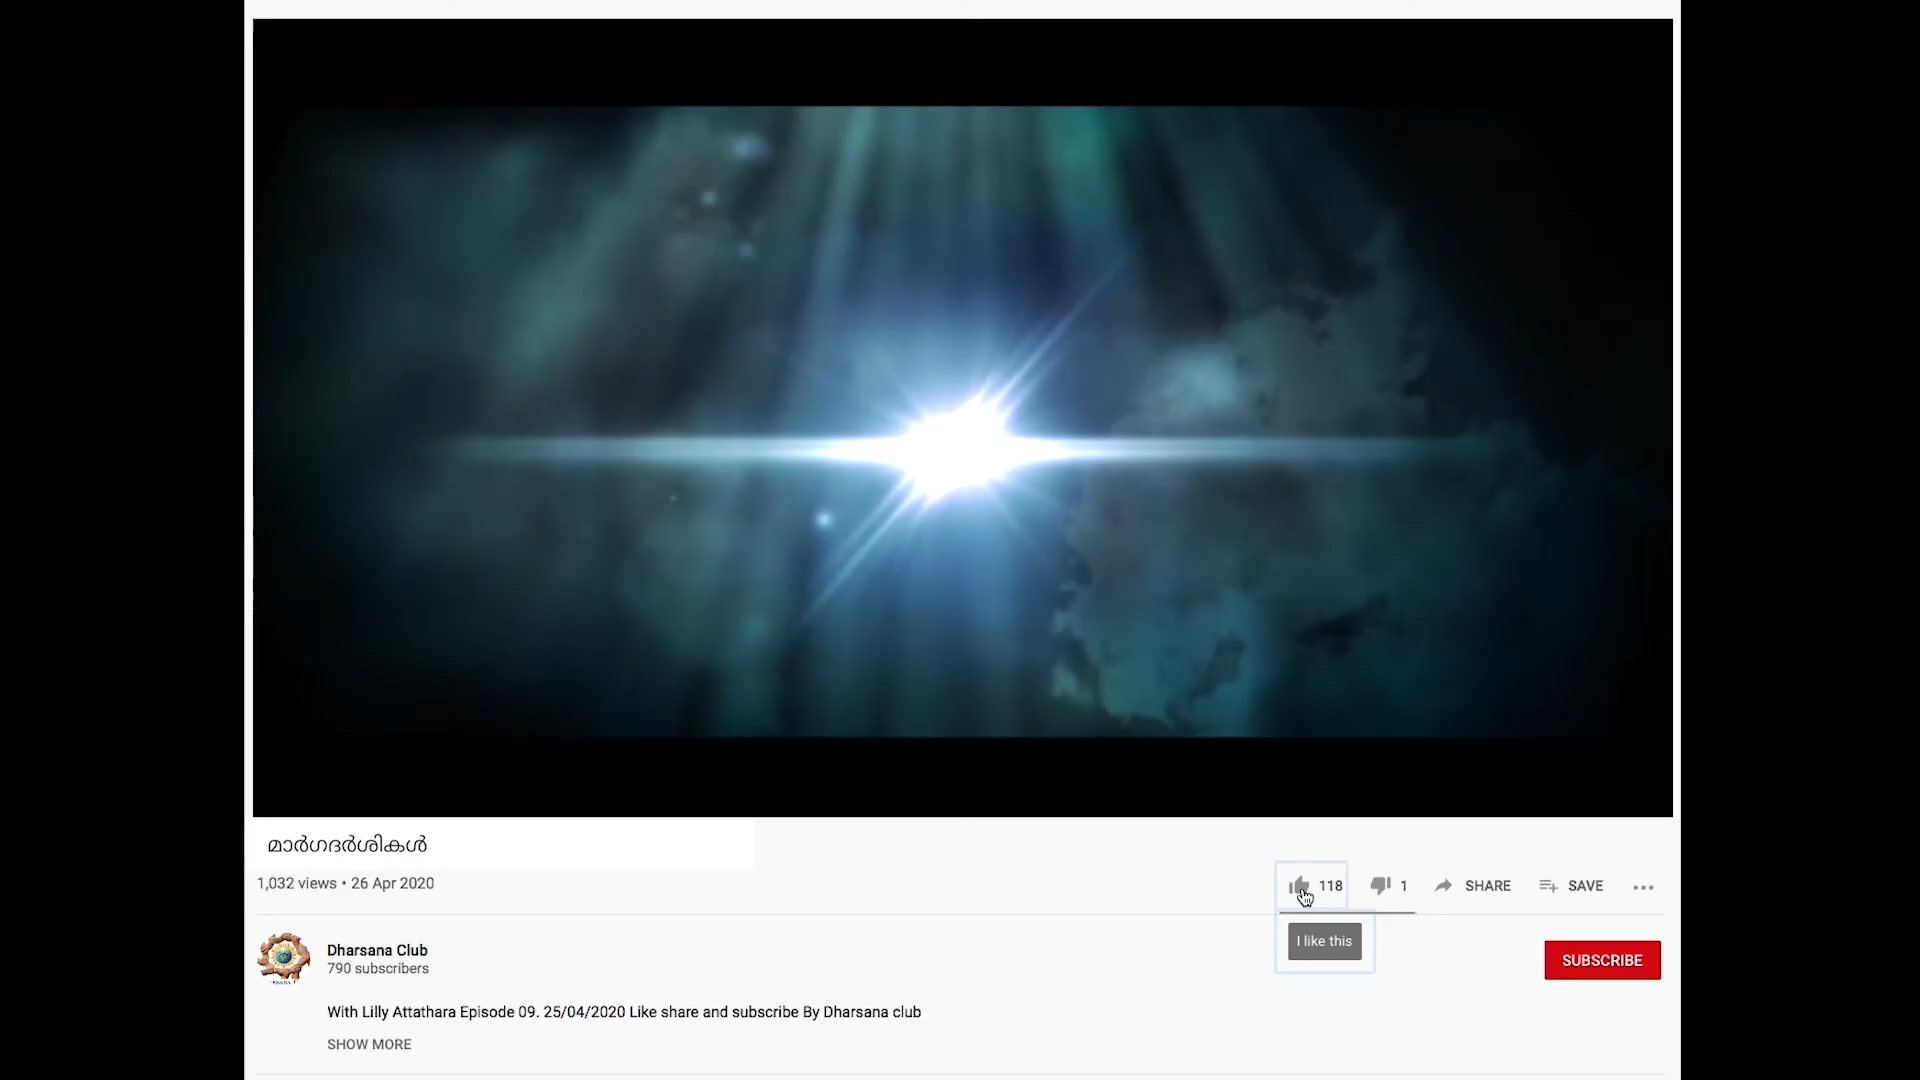 മാർഗദർശികൾ
1,032 views • 26 Apr 2020
118 1 SHARE SAVE
I like this
Dharsana Club
790 subscribers
SUBSCRIBE
With Lilly Attathara Episode 09. 25/04/2020 Like share and subscribe By Dharsana club
SHOW MORE